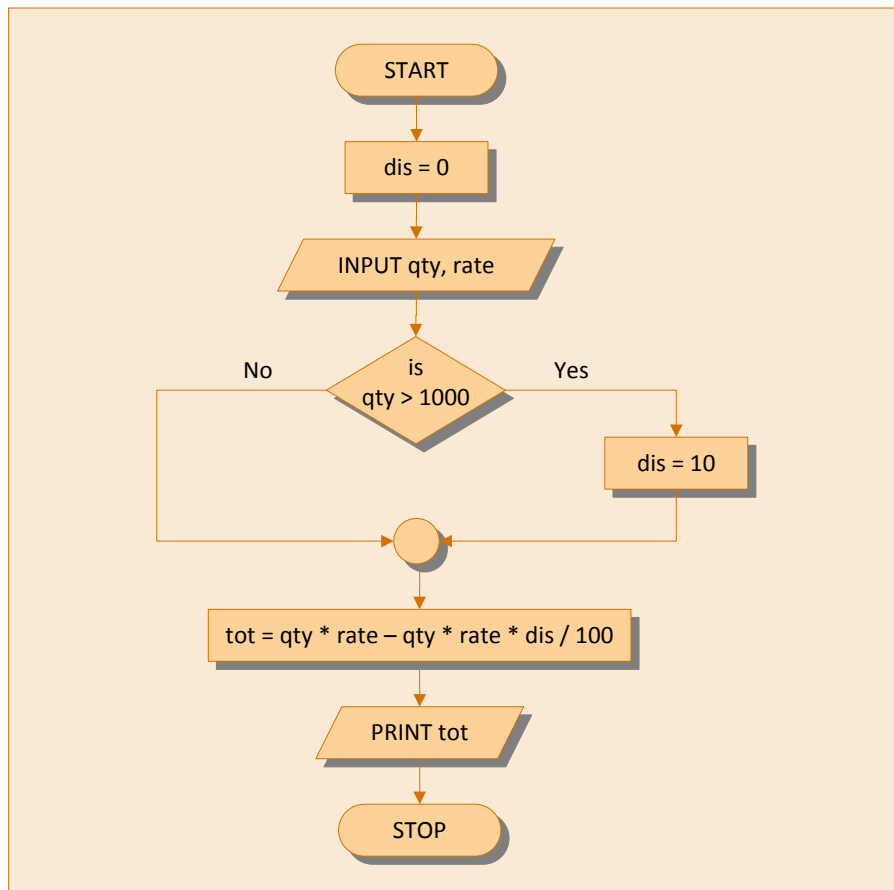 START
dis = 0
INPUT qty, rate
is
qty > 1000
No
Yes
dis = 10
tot = qty * rate – qty * rate * dis / 100
PRINT tot
STOP